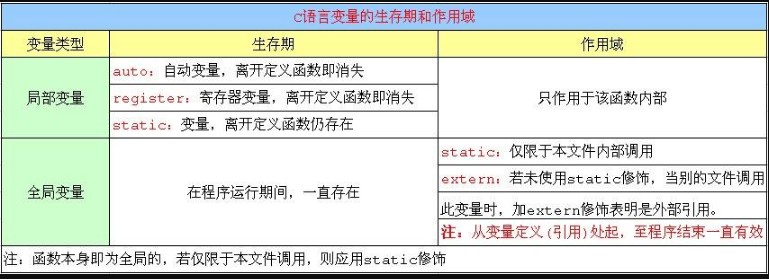 C语言变量的生存期和作用域
变量类型 生存期 作用域
局部变量
auto：自动变量，离开定义函数即消失
register：寄存器变量，离开定义函数即消失
static：变量，离开定义函数仍存在
只作用于该函数内部
全局变量
在程序运行期间，一直存在
static：仅限于本文件内部调用
extern：若未使用static修饰，当别的文件调用
此变量时，加extern修饰表明是外部引用。
注：从变量定义(引用)处起，至程序结束一直有效
注：函数本身即为全局的，若仅限于本文件调用，则应用static修饰